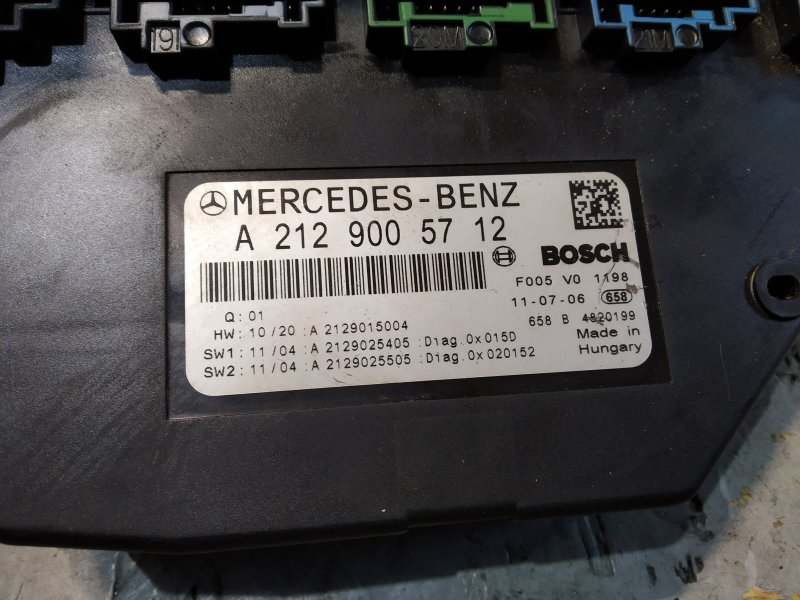 19
MERCEDES-BENZ
A 212 900 57 12
BOSCH
F005 V0 1198
11-07-06 658
658 B 4820199
Made in
Hungary
Q: 01
HW: 10/20 :A 2129015004
SW1: 11/04 :A 2129025405 :Diag.0x015D
SW2: 11/04 :A 2129025505 :Diag.0x020152